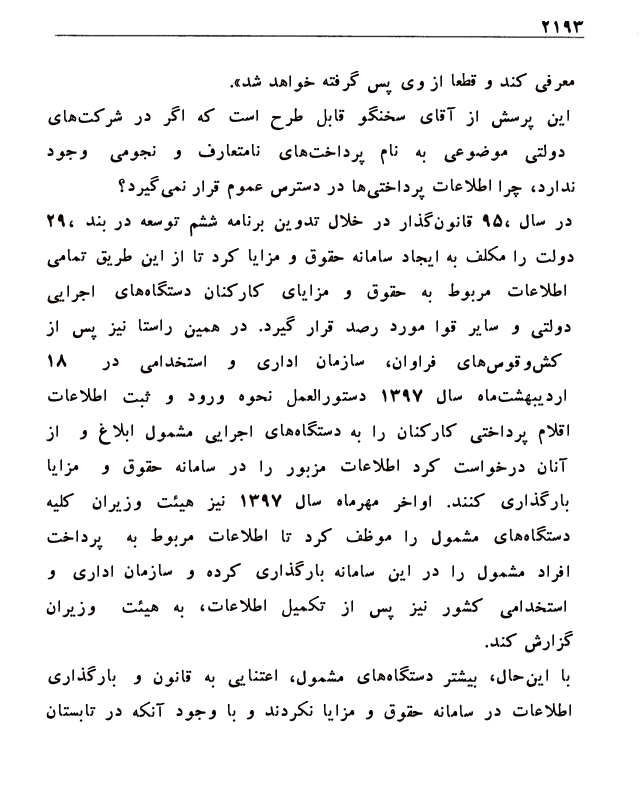 ۲۱۹۳
معرفی کند و قطعا از وی پس گرفته خواهد شد».
این پرسش از آقای سخنگو قابل طرح است که اگر در شرکت‌های
دولتی موضوعی به نام پرداخت‌های نامتعارف و نجومی وجود
ندارد، چرا اطلاعات پرداختی‌ها در دسترس عموم قرار نمی‌گیرد؟
در سال ۹۵، قانون‌گذار در خلال تدوین برنامه ششم توسعه در بند ۲۹،
دولت را مکلف به ایجاد سامانه حقوق و مزایا کرد تا از این طریق تمامی
اطلاعات مربوط به حقوق و مزایای کارکنان دستگاه‌های اجرایی
دولتی و سایر قوا مورد رصد قرار گیرد. در همین راستا نیز پس از
کش‌وقوس‌های فراوان، سازمان اداری و استخدامی در ۱۸
اردیبهشت‌ماه سال ۱۳۹۷ دستورالعمل نحوه ورود و ثبت اطلاعات
اقلام پرداختی کارکنان را به دستگاه‌های اجرایی مشمول ابلاغ و از
آنان درخواست کرد اطلاعات مزبور را در سامانه حقوق و مزایا
بارگذاری کنند. اواخر مهرماه سال ۱۳۹۷ نیز هیئت وزیران کلیه
دستگاه‌های مشمول را موظف کرد تا اطلاعات مربوط به پرداخت
افراد مشمول را در این سامانه بارگذاری کرده و سازمان اداری و
استخدامی کشور نیز پس از تکمیل اطلاعات، به هیئت وزیران
گزارش کند.
با این‌حال، بیشتر دستگاه‌های مشمول، اعتنایی به قانون و بارگذاری
اطلاعات در سامانه حقوق و مزایا نکردند و با وجود آنکه در تابستان